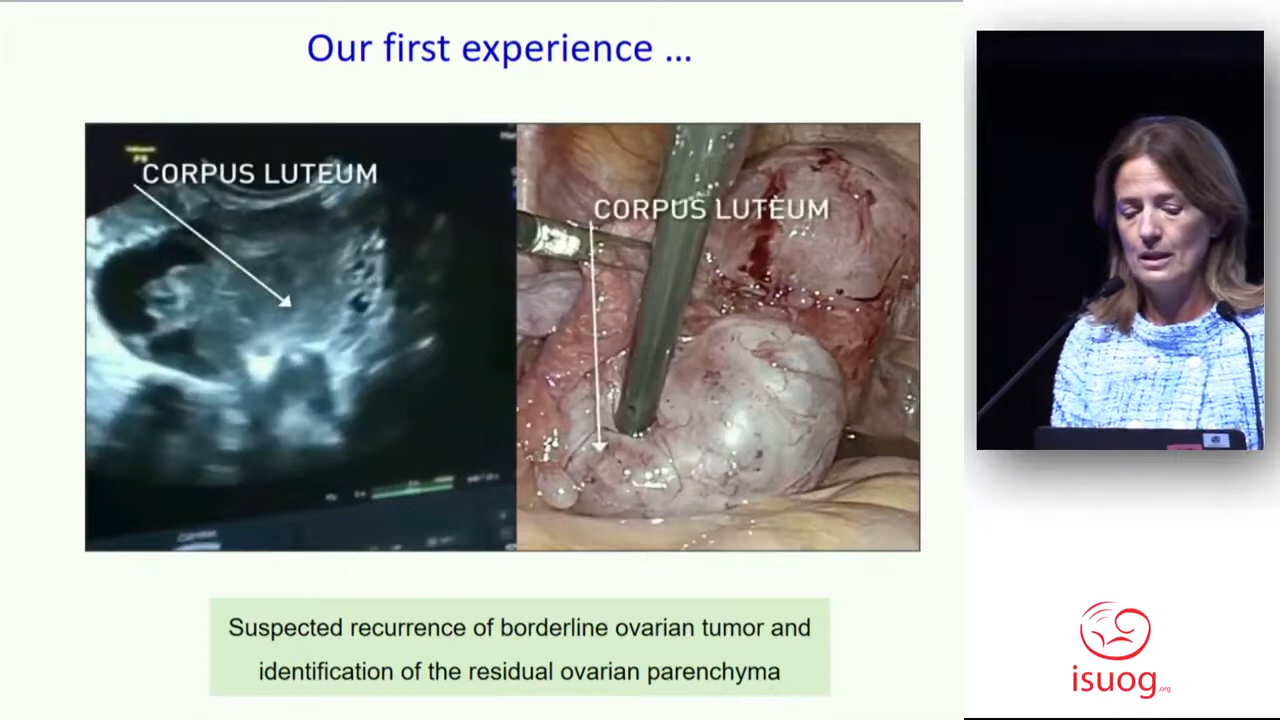 Our first experience ...
CORPUS LUTEUM
CORPUS LUTEUM
Suspected recurrence of borderline ovarian tumor and
identification of the residual ovarian parenchyma
isuog.org